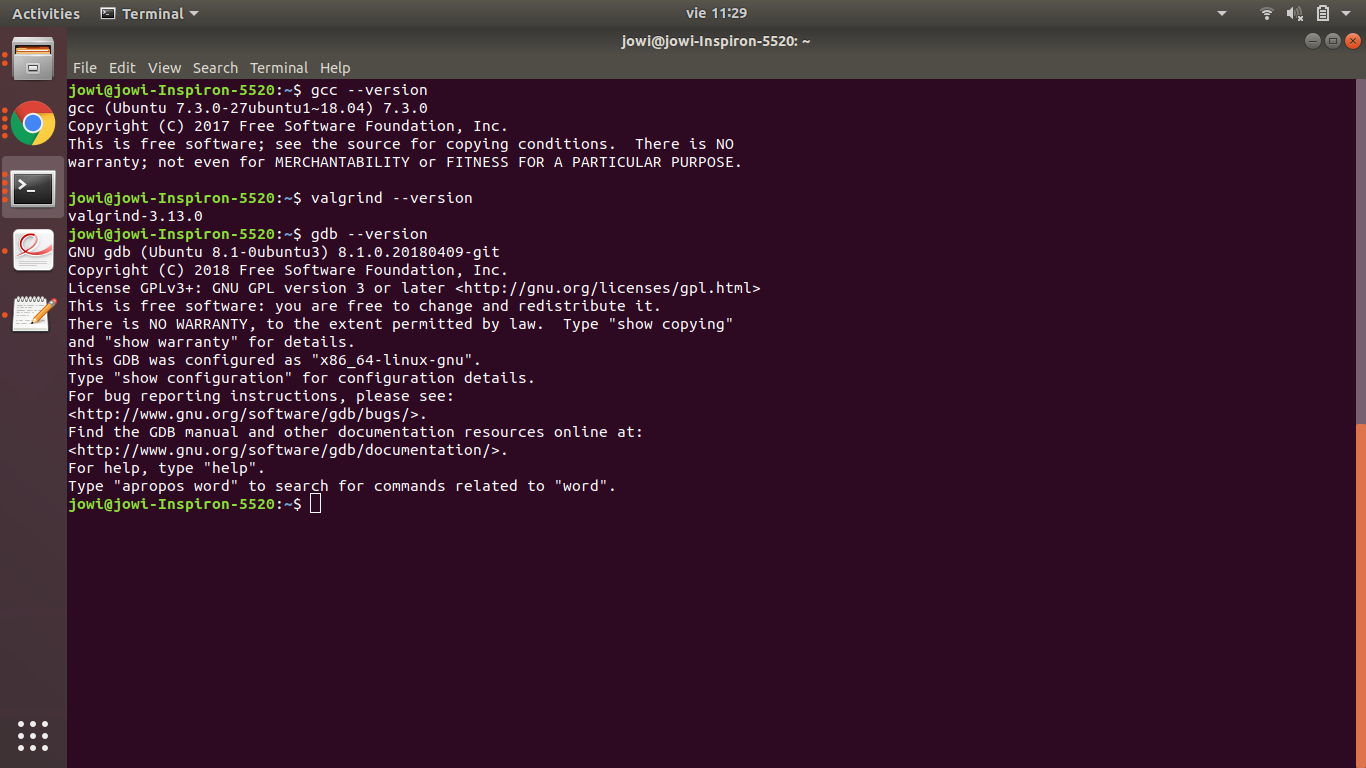 Activities Terminal vie 11:29
jowi@jowi-Inspiron-5520: ~
File Edit View Search Terminal Help
jowi@jowi-Inspiron-5520:~$ gcc --version
gcc (Ubuntu 7.3.0-27ubuntu1~18.04) 7.3.0
Copyright (C) 2017 Free Software Foundation, Inc.
This is free software; see the source for copying conditions.  There is NO
warranty; not even for MERCHANTABILITY or FITNESS FOR A PARTICULAR PURPOSE.

jowi@jowi-Inspiron-5520:~$ valgrind --version
valgrind-3.13.0
jowi@jowi-Inspiron-5520:~$ gdb --version
GNU gdb (Ubuntu 8.1-0ubuntu3) 8.1.0.20180409-git
Copyright (C) 2018 Free Software Foundation, Inc.
License GPLv3+: GNU GPL version 3 or later <http://gnu.org/licenses/gpl.html>
This is free software: you are free to change and redistribute it.
There is NO WARRANTY, to the extent permitted by law.  Type "show copying"
and "show warranty" for details.
This GDB was configured as "x86_64-linux-gnu".
Type "show configuration" for configuration details.
For bug reporting instructions, please see:
<http://www.gnu.org/software/gdb/bugs/>.
Find the GDB manual and other documentation resources online at:
<http://www.gnu.org/software/gdb/documentation/>.
For help, type "help".
Type "apropos word" to search for commands related to "word".
jowi@jowi-Inspiron-5520:~$